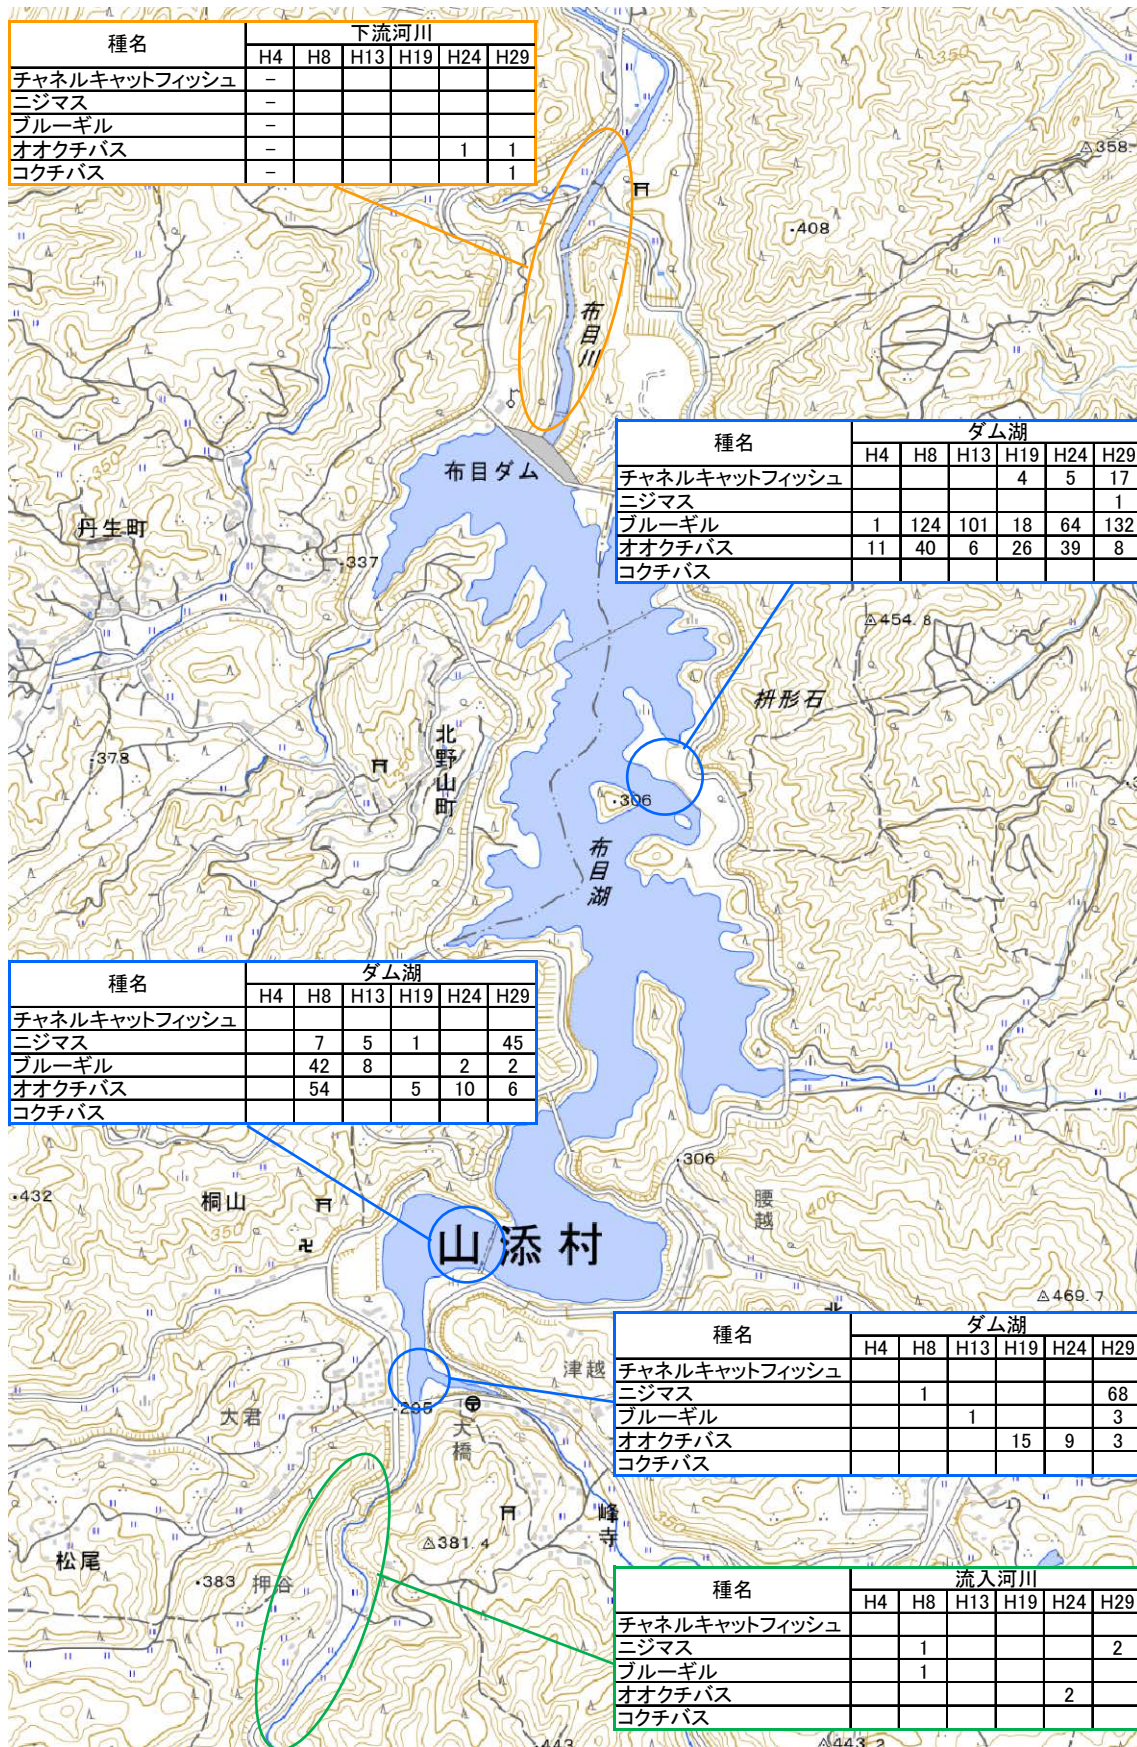 種名 下流河川
H4 H8 H13 H19 H24 H29
チャネルキャットフィッシュ -
ニジマス -
ブルーギル -
オオクチバス - 1 1
コクチバス - 1
350
358.
408
300
布目川
種名 ダム湖
H4 H8 H13 H19 H24 H29
チャネルキャットフィッシュ 4 5 17
ニジマス 1
ブルーギル 1 124 101 18 64 132
オオクチバス 11 40 6 26 39 8
コクチバス
布目ダム
350
丹生町
337
454.8
枡形石
北野山町
378
306
布目湖
400
種名 ダム湖
H4 H8 H13 H19 H24 H29
チャネルキャットフィッシュ
ニジマス 7 5 1 45
ブルーギル 42 8 2 2
オオクチバス 54 5 10 6
コクチバス
306
350
432
桐山
350
腰越
400
山添村
469.7
種名 ダム湖
H4 H8 H13 H19 H24 H29
チャネルキャットフィッシュ
ニジマス 1 68
ブルーギル 1 3
オオクチバス 15 9 3
コクチバス
津越
295
大君
大橋
峰寺
350
381.4
松尾
383
押谷
種名 流入河川
H4 H8 H13 H19 H24 H29
チャネルキャットフィッシュ
ニジマス 1 2
ブルーギル 1
オオクチバス 2
コクチバス
443
443.2